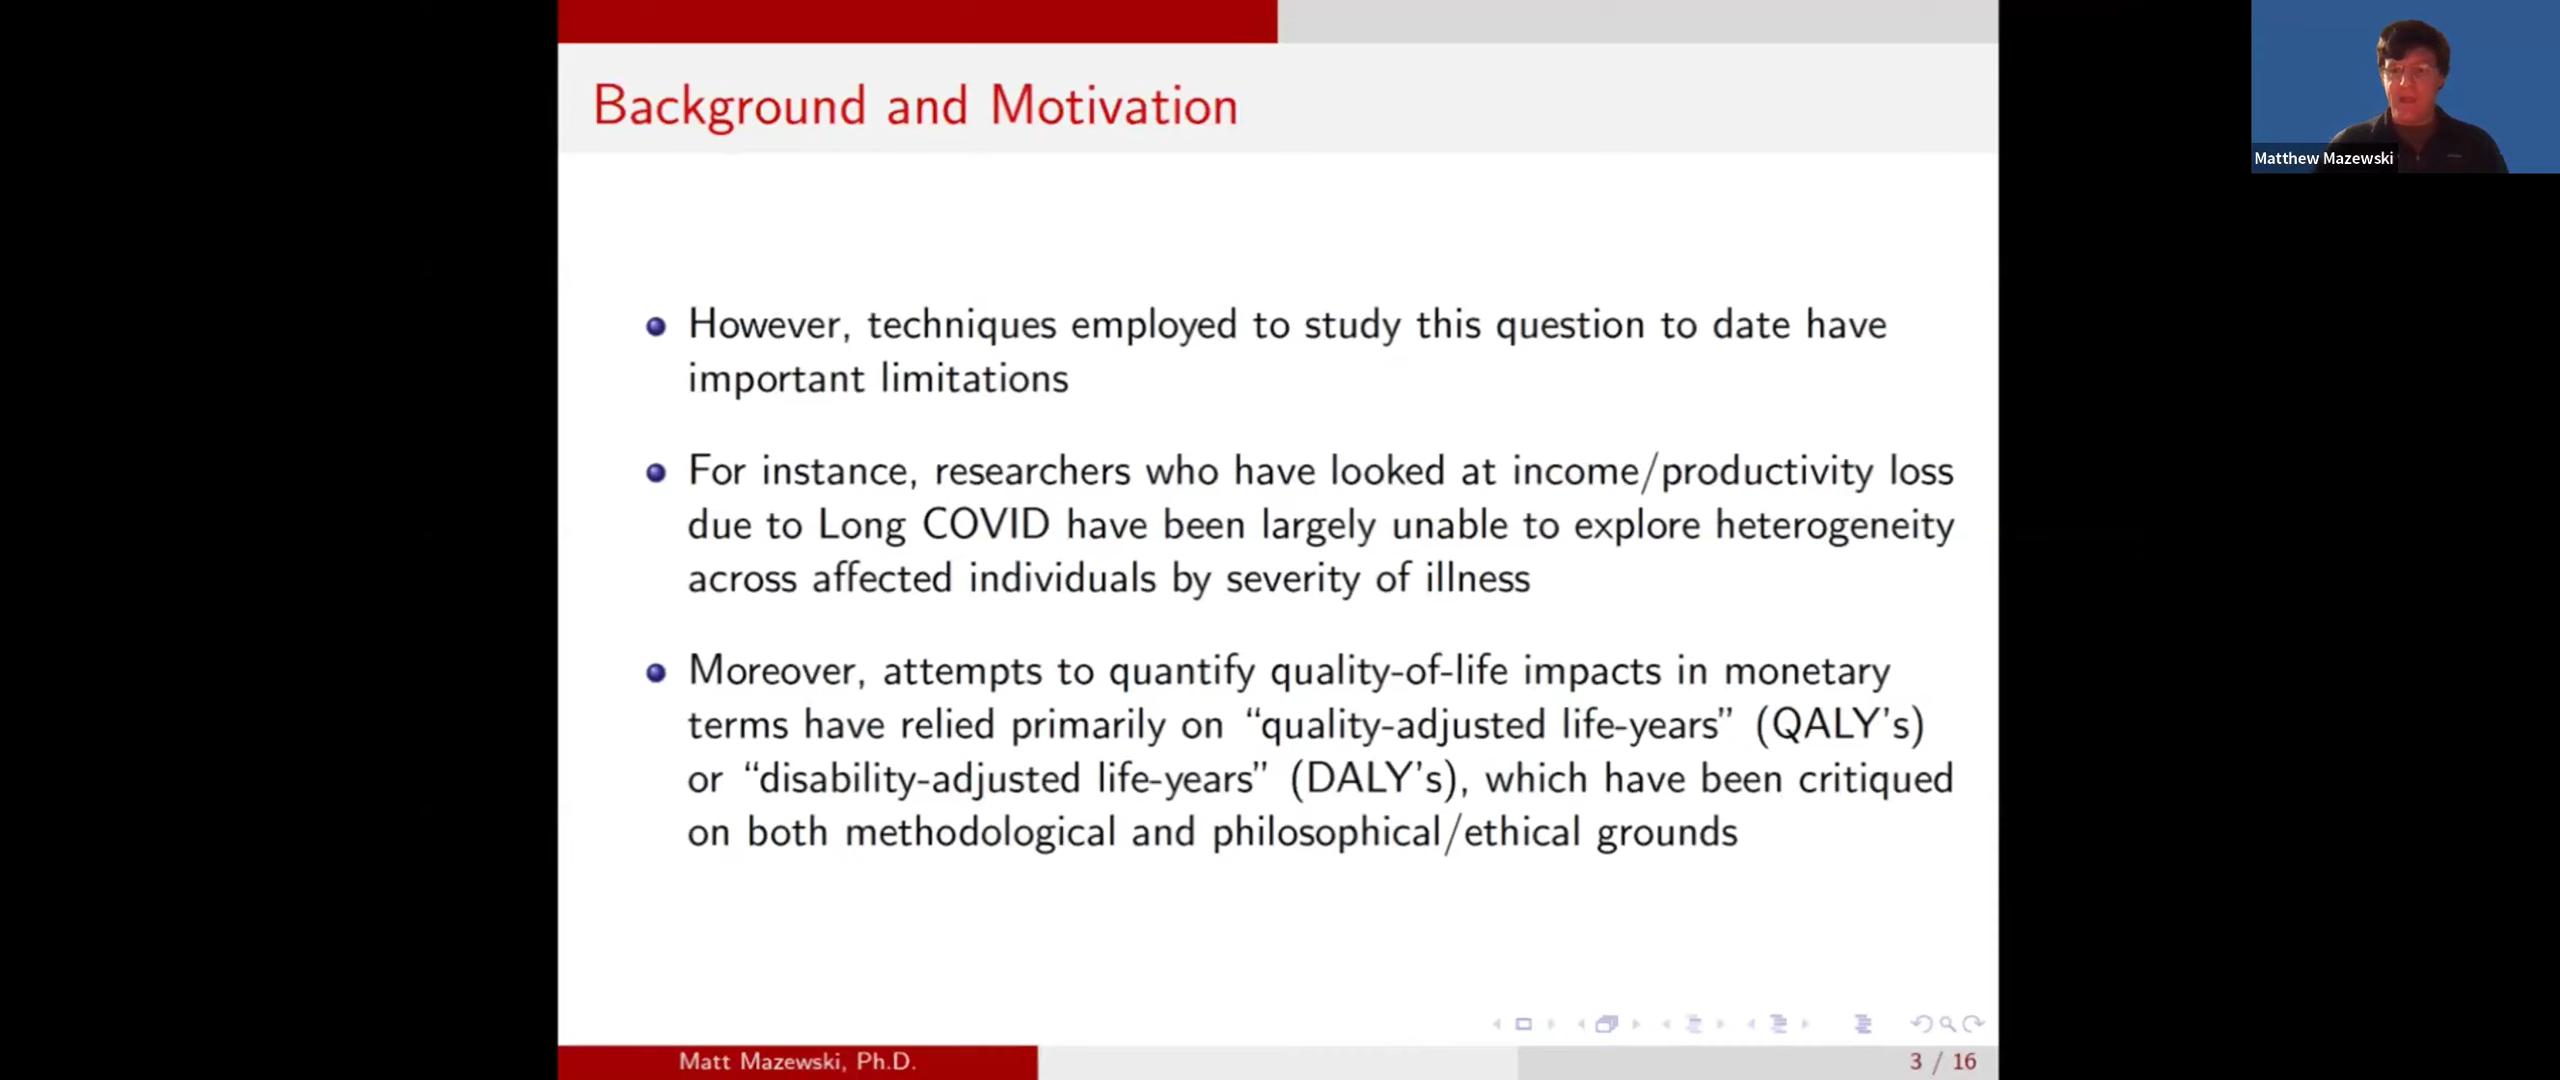 Background and Motivation
Matthew Mazewski
However, techniques employed to study this question to date have
important limitations
For instance, researchers who have looked at income/productivity loss
due to Long COVID have been largely unable to explore heterogeneity
across affected individuals by severity of illness
Moreover, attempts to quantify quality-of-life impacts in monetary
terms have relied primarily on “quality-adjusted life-years” (QALY’s)
or “disability-adjusted life-years” (DALY’s), which have been critiqued
on both methodological and philosophical/ethical grounds
Matt Mazewski, Ph.D.
3 / 16